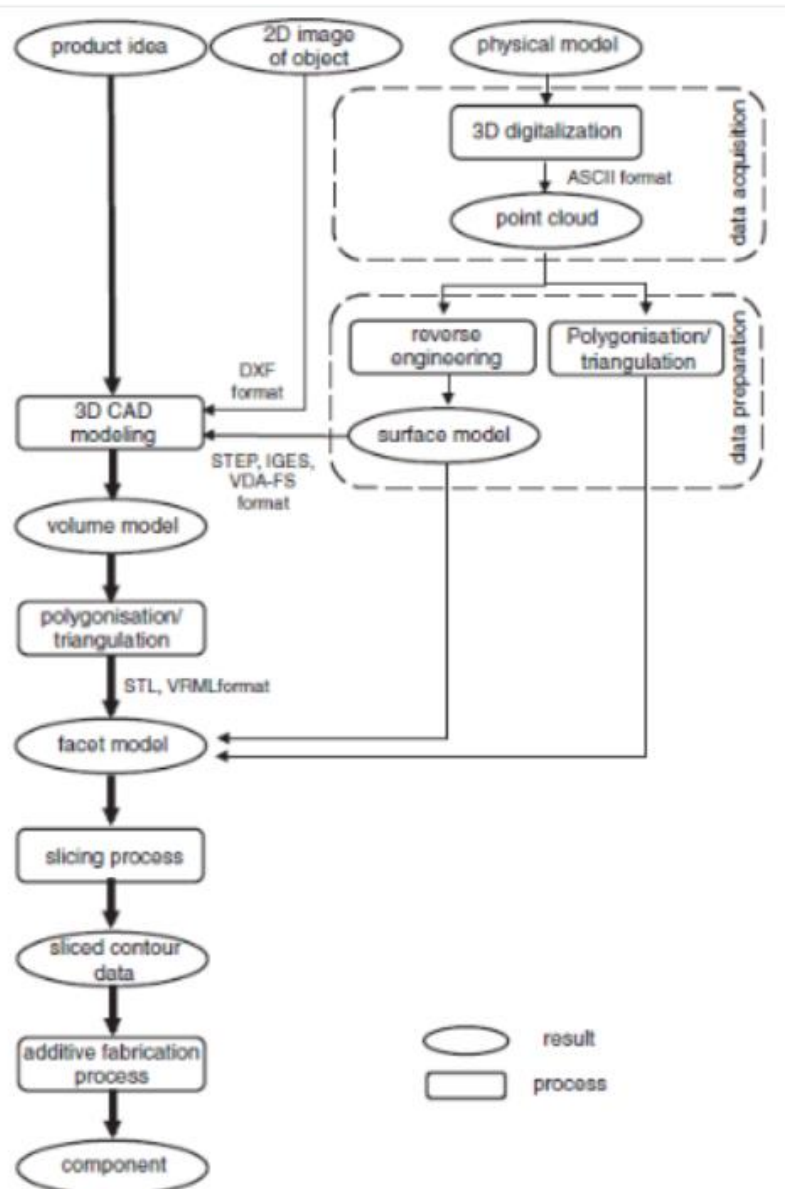 product idea
2D image
of object
physical model
3D digitalization
ASCII format
point cloud
data acquisition
reverse
engineering
Polygonisation/
triangulation
surface model
data preparation
DXF
format
3D CAD
modeling
STEP, IGES,
VDA-FS
format
volume model
polygonisation/
triangulation
STL, VRMLformat
facet model
slicing process
sliced contour
data
additive fabrication
process
component
result
process